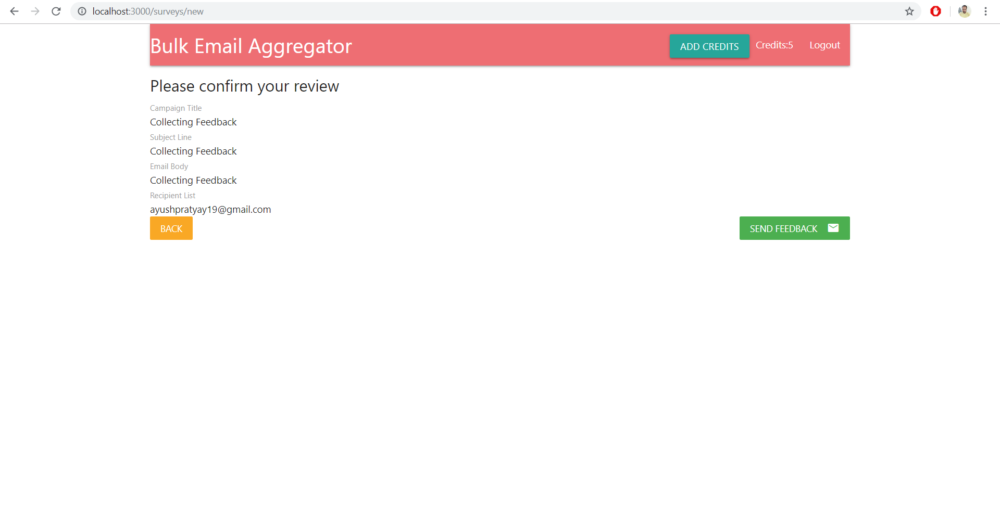 localhost:3000/surveys/new
Bulk Email Aggregator
ADD CREDITS Credits:5 Logout
Please confirm your review
Campaign Title
Collecting Feedback
Subject Line
Collecting Feedback
Email Body
Collecting Feedback
Recipient List
ayushpratyay19@gmail.com
BACK SEND FEEDBACK